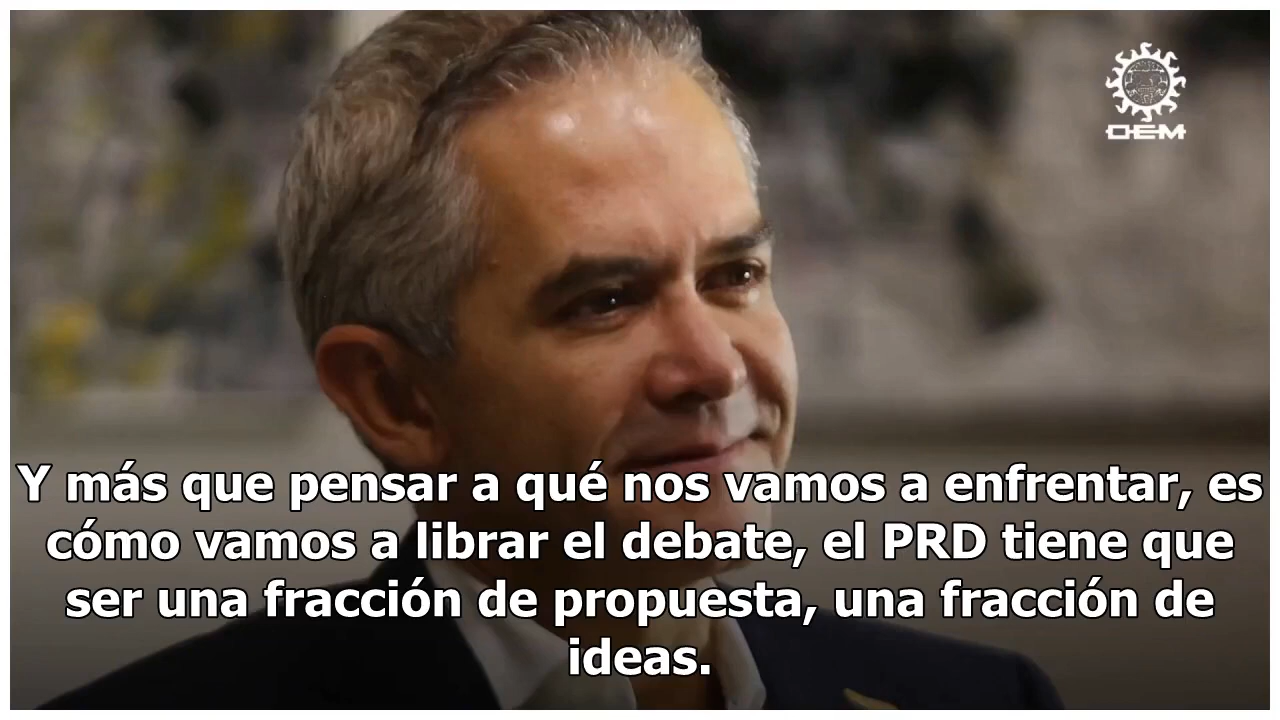 OEM
Y más que pensar a qué nos vamos a enfrentar, es
cómo vamos a librar el debate, el PRD tiene que
ser una fracción de propuesta, una fracción de
ideas.